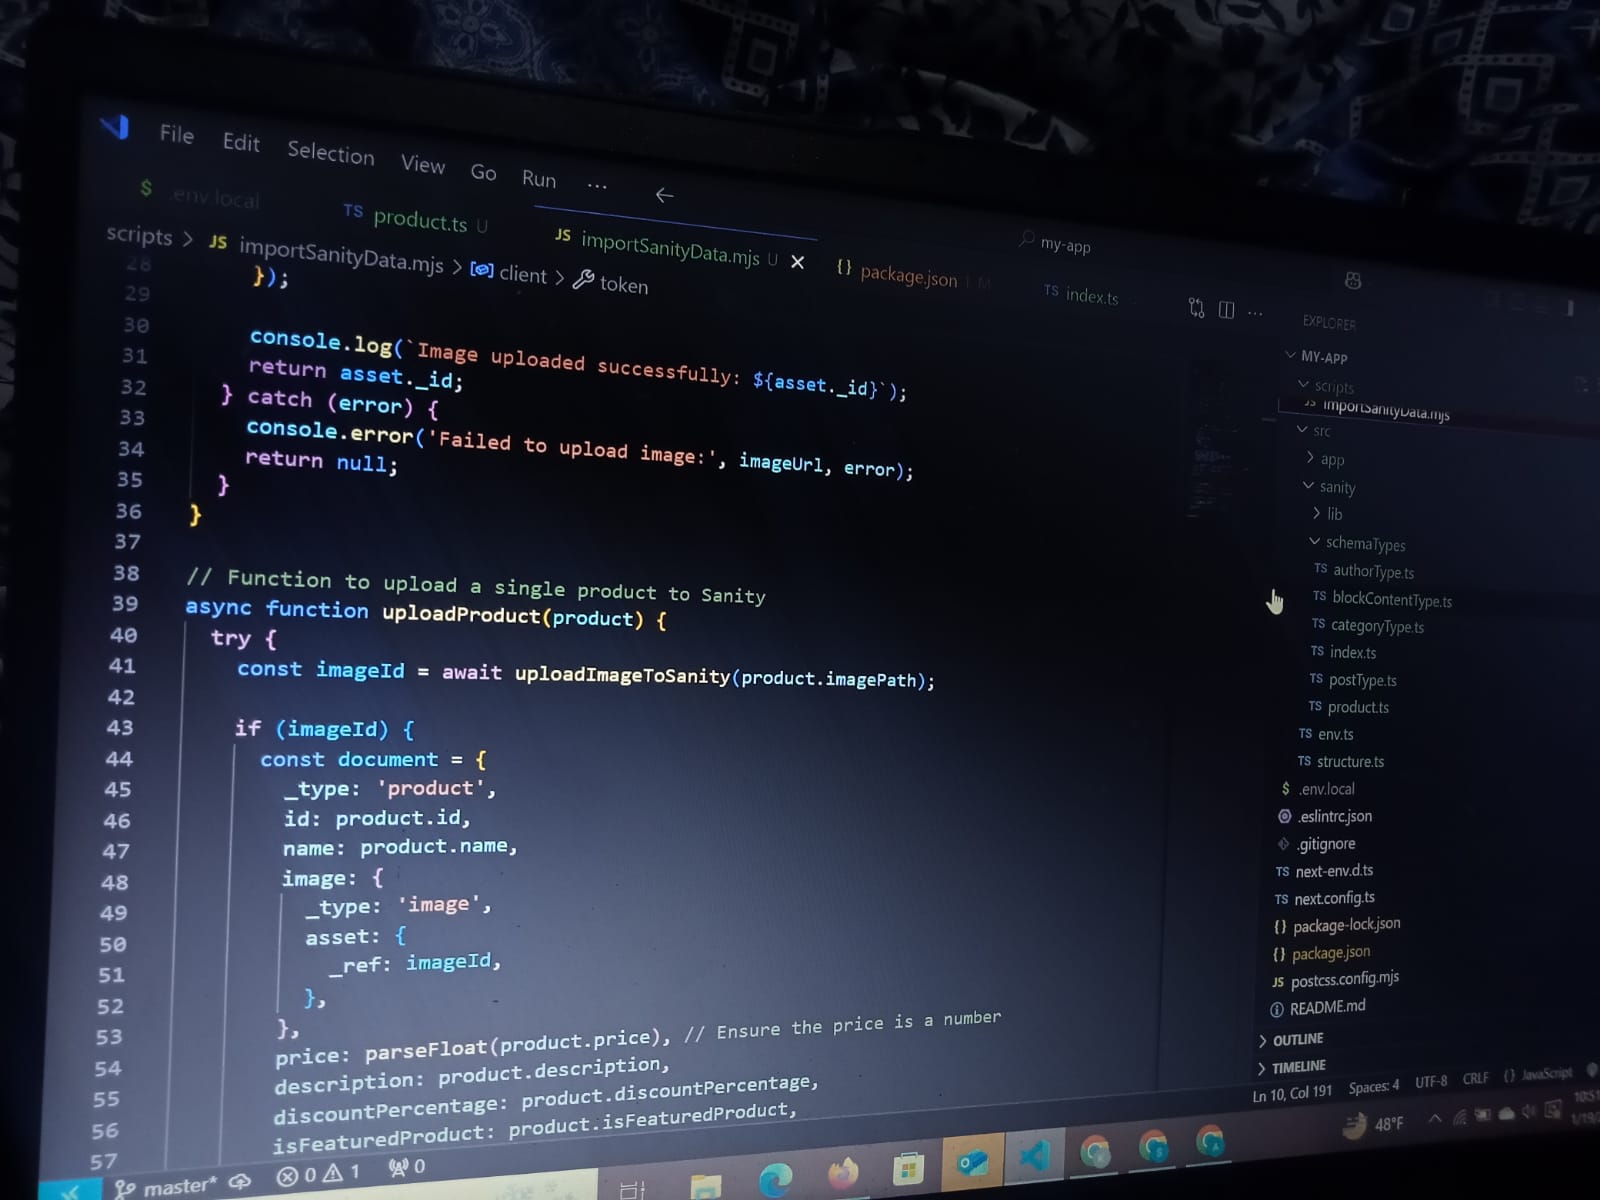 File Edit Selection View Go Run ... ←
my-app
$ .env.local
TS product.ts U
JS importSanityData.mjs U ×
{} package.json M
TS index.ts
scripts > JS importSanityData.mjs > client > token
28 });
29
30 console.log(`Image uploaded successfully: ${asset._id}`);
31 return asset._id;
32 } catch (error) {
33 console.error('Failed to upload image:', imageUrl, error);
34 return null;
35 }
36 }
37
38 // Function to upload a single product to Sanity
39 async function uploadProduct(product) {
40 try {
41 const imageId = await uploadImageToSanity(product.imagePath);
42
43 if (imageId) {
44 const document = {
45 _type: 'product',
46 id: product.id,
47 name: product.name,
48 image: {
49 _type: 'image',
50 asset: {
51 _ref: imageId,
52 },
53 },
54 price: parseFloat(product.price), // Ensure the price is a number
55 description: product.description,
56 discountPercentage: product.discountPercentage,
57 isFeaturedProduct: product.isFeaturedProduct,
EXPLORER
MY-APP
scripts
JS importSanityData.mjs
src
app
sanity
lib
schemaTypes
TS authorType.ts
TS blockContentType.ts
TS categoryType.ts
TS index.ts
TS postType.ts
TS product.ts
TS env.ts
TS structure.ts
$ .env.local
.eslintrc.json
.gitignore
TS next-env.d.ts
TS next.config.ts
{} package-lock.json
{} package.json
JS postcss.config.mjs
README.md
OUTLINE
TIMELINE
master* 0 1 0
Ln 10, Col 191 Spaces: 4 UTF-8 CRLF {} JavaScript
48°F